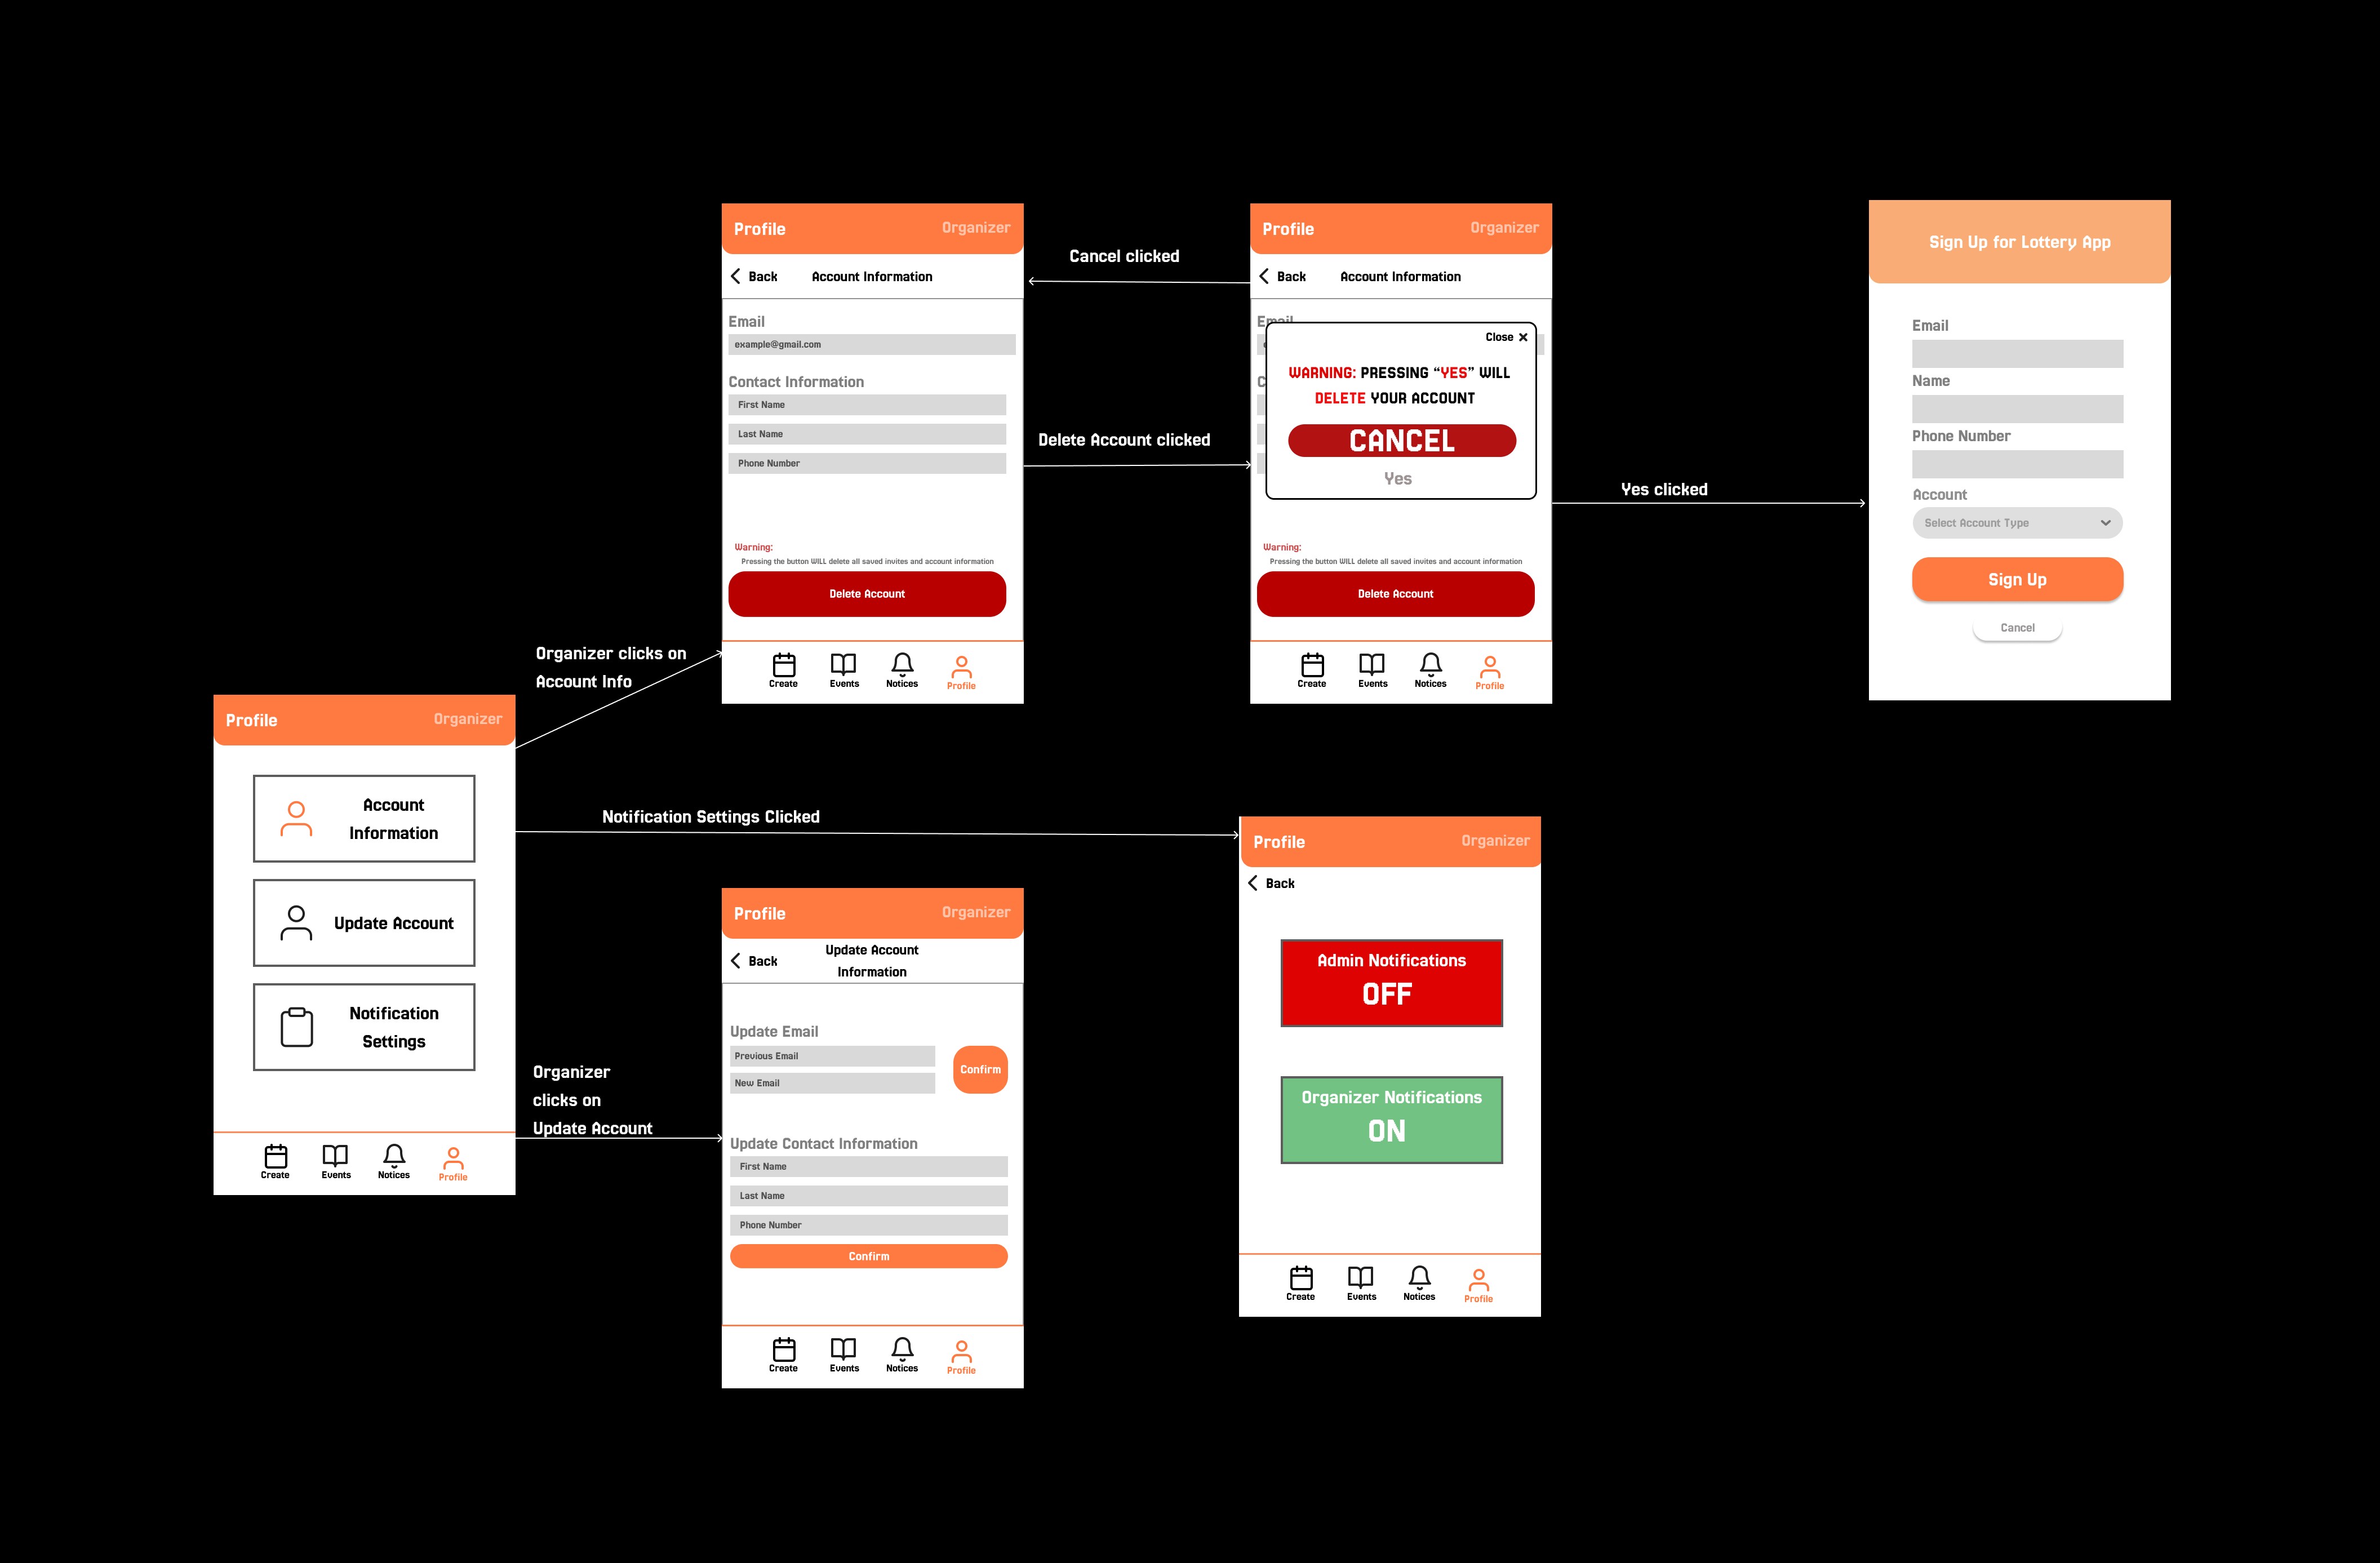 Profile
Organizer
Back
Account Information
Email
example@gmail.com
Contact Information
First Name
Last Name
Phone Number
Warning:
Pressing the button WILL delete all saved invites and account information
Delete Account
Create
Events
Notices
Profile
Cancel clicked
Delete Account clicked
Profile
Organizer
Back
Account Information
Email
Close
WARNING: PRESSING “YES” WILL
DELETE YOUR ACCOUNT
CANCEL
Yes
Warning:
Pressing the button WILL delete all saved invites and account information
Delete Account
Create
Events
Notices
Profile
Yes clicked
Sign Up for Lottery App
Email
Name
Phone Number
Account
Select Account Type
Sign Up
Cancel
Organizer clicks on
Account Info
Profile
Organizer
Account
Information
Update Account
Notification
Settings
Create
Events
Notices
Profile
Notification Settings Clicked
Organizer
clicks on
Update Account
Profile
Organizer
Back
Update Account
Information
Update Email
Previous Email
New Email
Confirm
Update Contact Information
First Name
Last Name
Phone Number
Confirm
Create
Events
Notices
Profile
Profile
Organizer
Back
Admin Notifications
OFF
Organizer Notifications
ON
Create
Events
Notices
Profile